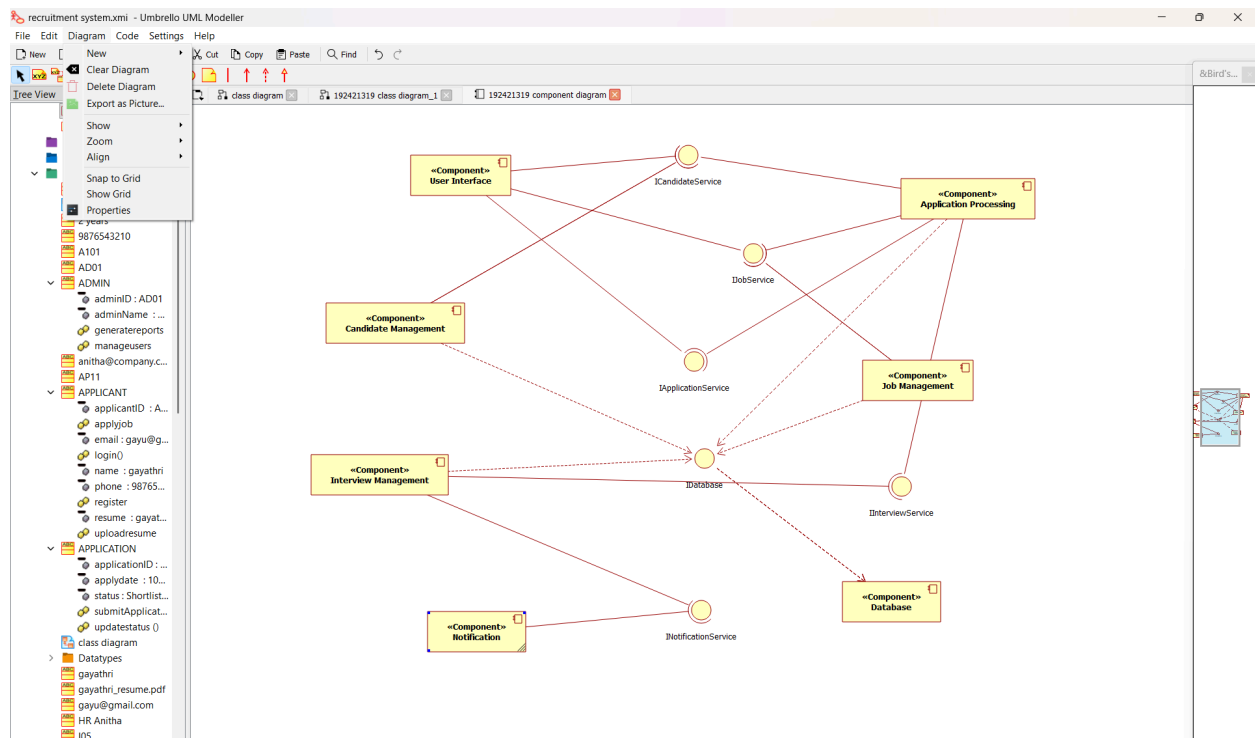 recruitment system.xmi - Umbrello UML Modeller
File Edit Diagram Code Settings Help
New Cut Copy Paste Find
&Bird's...
Tree View
class diagram 192421319 class diagram_1 192421319 component diagram
New
Clear Diagram
Delete Diagram
Export as Picture...
Show
Zoom
Align
Snap to Grid
Show Grid
Properties
2 years
9876543210
A101
AD01
ADMIN
adminID : AD01
adminName : ...
generatereports
manageusers
anitha@company.c...
AP11
APPLICANT
applicantID : A...
applyjob
email : gayu@g...
login()
name : gayathri
phone : 98765...
register
resume : gayat...
uploadresume
APPLICATION
applicationID : ...
applydate : 10...
status : Shortlist...
submitApplicat...
updatestatus ()
class diagram
Datatypes
gayathri
gayathri_resume.pdf
gayu@gmail.com
HR Anitha
J05
«Component»
User Interface
ICandidateService
«Component»
Application Processing
IJobService
«Component»
Candidate Management
IApplicationService
«Component»
Job Management
«Component»
Interview Management
IDatabase
IInterviewService
«Component»
Database
«Component»
Notification
INotificationService